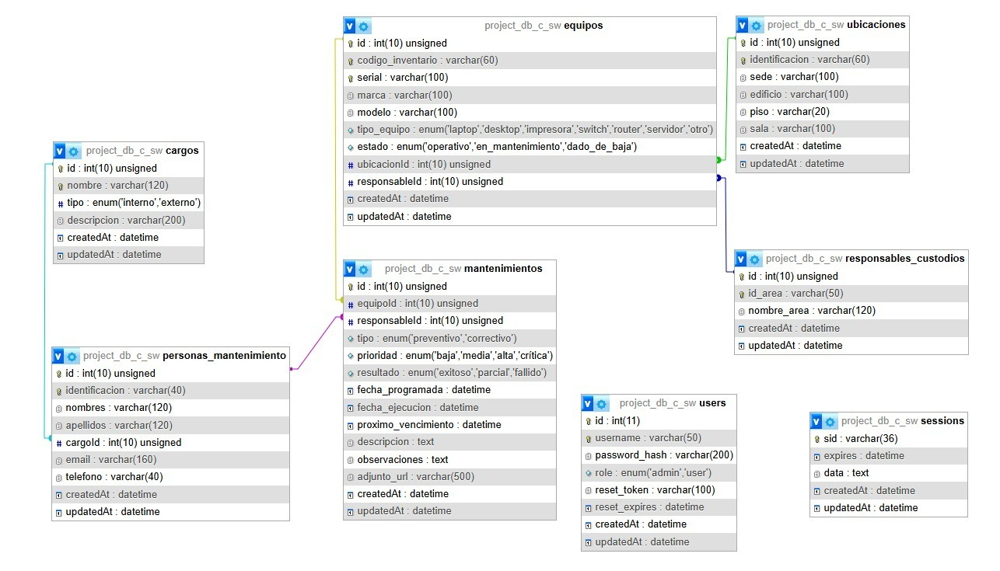 project_db_c_sw equipos
id : int(10) unsigned
codigo_inventario : varchar(60)
serial : varchar(100)
marca : varchar(100)
modelo : varchar(100)
tipo_equipo : enum('laptop','desktop','impresora','switch','router','servidor','otro')
estado : enum('operativo','en_mantenimiento','dado_de_baja')
ubicacionId : int(10) unsigned
responsableId : int(10) unsigned
createdAt : datetime
updatedAt : datetime
project_db_c_sw ubicaciones
id : int(10) unsigned
identificacion : varchar(60)
sede : varchar(100)
edificio : varchar(100)
piso : varchar(20)
sala : varchar(100)
createdAt : datetime
updatedAt : datetime
project_db_c_sw cargos
id : int(10) unsigned
nombre : varchar(120)
tipo : enum('interno','externo')
descripcion : varchar(200)
createdAt : datetime
updatedAt : datetime
project_db_c_sw mantenimientos
id : int(10) unsigned
equipoId : int(10) unsigned
responsableId : int(10) unsigned
tipo : enum('preventivo','correctivo')
prioridad : enum('baja','media','alta','crítica')
resultado : enum('exitoso','parcial','fallido')
fecha_programada : datetime
fecha_ejecucion : datetime
proximo_vencimiento : datetime
descripcion : text
observaciones : text
adjunto_url : varchar(500)
createdAt : datetime
updatedAt : datetime
project_db_c_sw responsables_custodios
id : int(10) unsigned
id_area : varchar(50)
nombre_area : varchar(120)
createdAt : datetime
updatedAt : datetime
project_db_c_sw personas_mantenimiento
id : int(10) unsigned
identificacion : varchar(40)
nombres : varchar(120)
apellidos : varchar(120)
cargoId : int(10) unsigned
email : varchar(160)
telefono : varchar(40)
createdAt : datetime
updatedAt : datetime
project_db_c_sw users
id : int(11)
username : varchar(50)
password_hash : varchar(200)
role : enum('admin','user')
reset_token : varchar(100)
reset_expires : datetime
createdAt : datetime
updatedAt : datetime
project_db_c_sw sessions
sid : varchar(36)
expires : datetime
data : text
createdAt : datetime
updatedAt : datetime